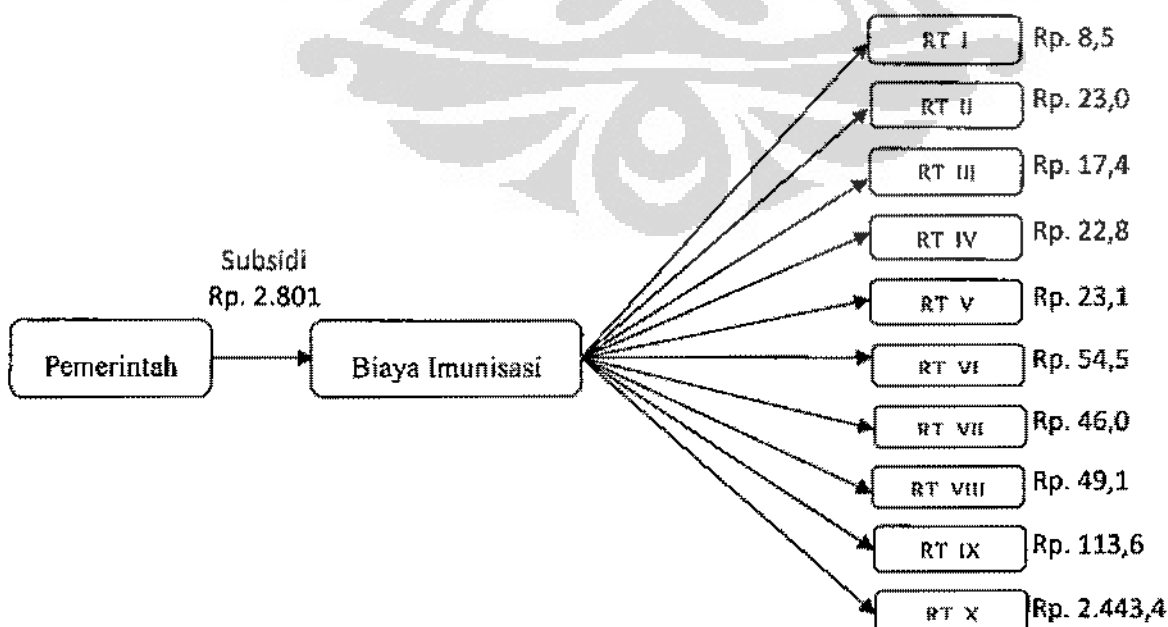 RT I Rp. 8,5
RT II Rp. 23,0
RT III Rp. 17,4
RT IV Rp. 22,8
Subsidi
Rp. 2.801
RT V Rp. 23,1
Pemerintah
Biaya Imunisasi
RT VI Rp. 54,5
RT VII Rp. 46,0
RT VIII Rp. 49,1
RT IX Rp. 113,6
RT X Rp. 2.443,4